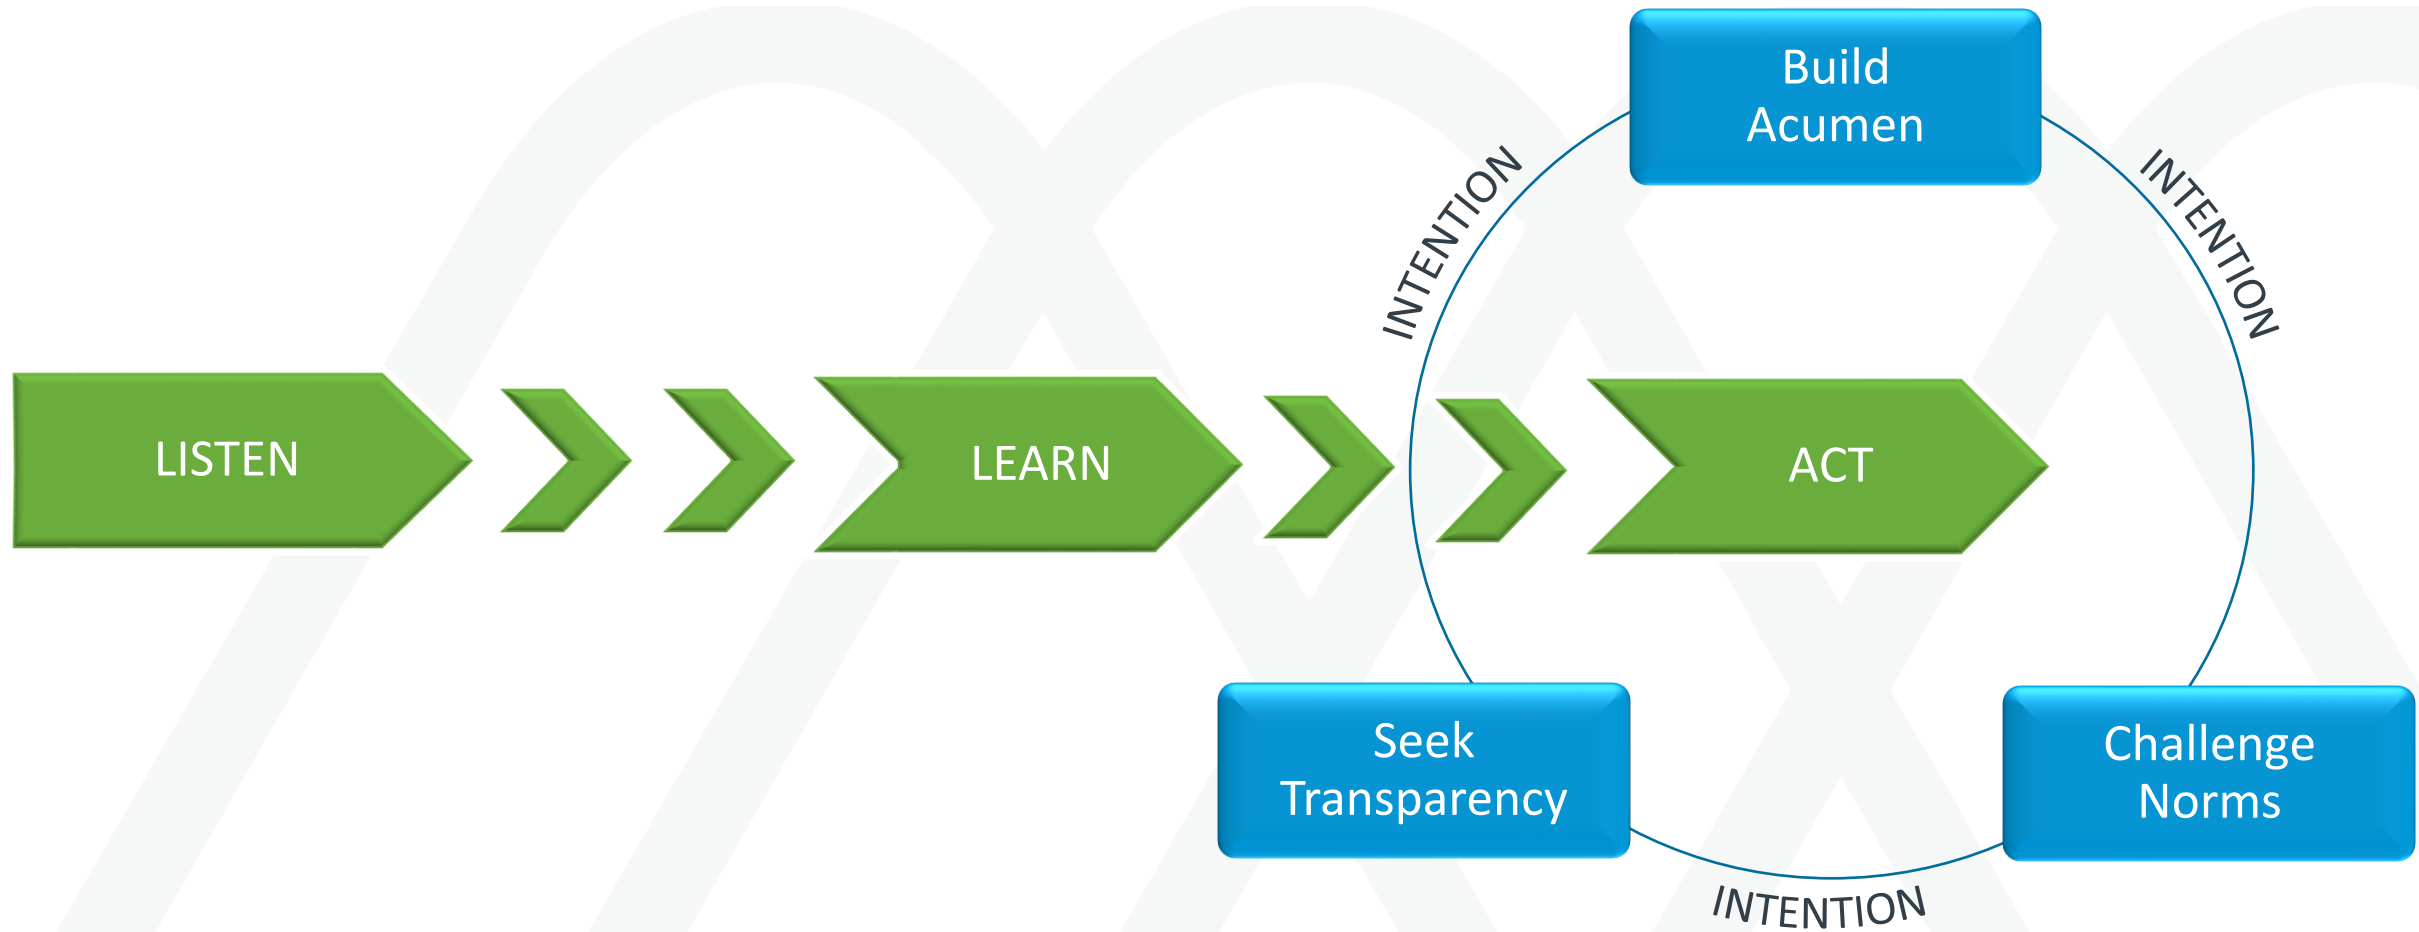 Build
Acumen
INTENTION
INTENTION
LISTEN
LEARN
ACT
Seek
Transparency
Challenge
Norms
INTENTION